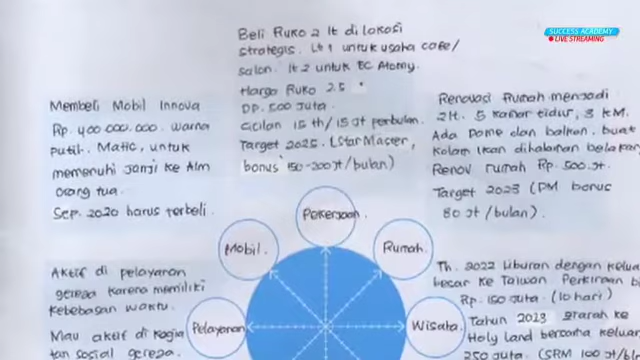 SUCCESS ACADEMY
LIVE STREAMING
Beli Ruko 2 lt di lokasi
strategis. Lt 1 untuk usaha cafe/
salon. lt 2 untuk EC Atomy.
Harga Ruko 2.5
DP. 500 juta.
Cicilan 15 th/15 jt perbulan.
Target 2025. (Star Master,
bonus 150-200 jt/bulan)
Membeli Mobil Innova
Rp. 400.000.000. warna
putih. Matic, untuk
memenuhi janji ke Alm
orang tua.
Sep. 2020 harus terbeli.
Renovasi Rumah menjadi
2 lt. 5 kamar tidur, 3 KM.
Ada Dome dan balkon. buat
kolam ikan dihalaman belakang
Renov rumah Rp. 500 jt.
Target 2023 (DM bonus
80 jt/bulan).
Pekerjaan.
Mobil.
Rumah.
Pelayanan
Wisata.
Aktif di pelayanan
gereja karena memiliki
kebebasan waktu.
Mau aktif di kegia
tan sosial gereja.
Th. 2022 liburan dengan kelua
besar ke Taiwan. Perkiraan bi
Rp. 150 juta. (10 hari)
Tahun 2023 ziarah ke
Holy land bersama keluar
250 juta. (SRM 100 jt/bln